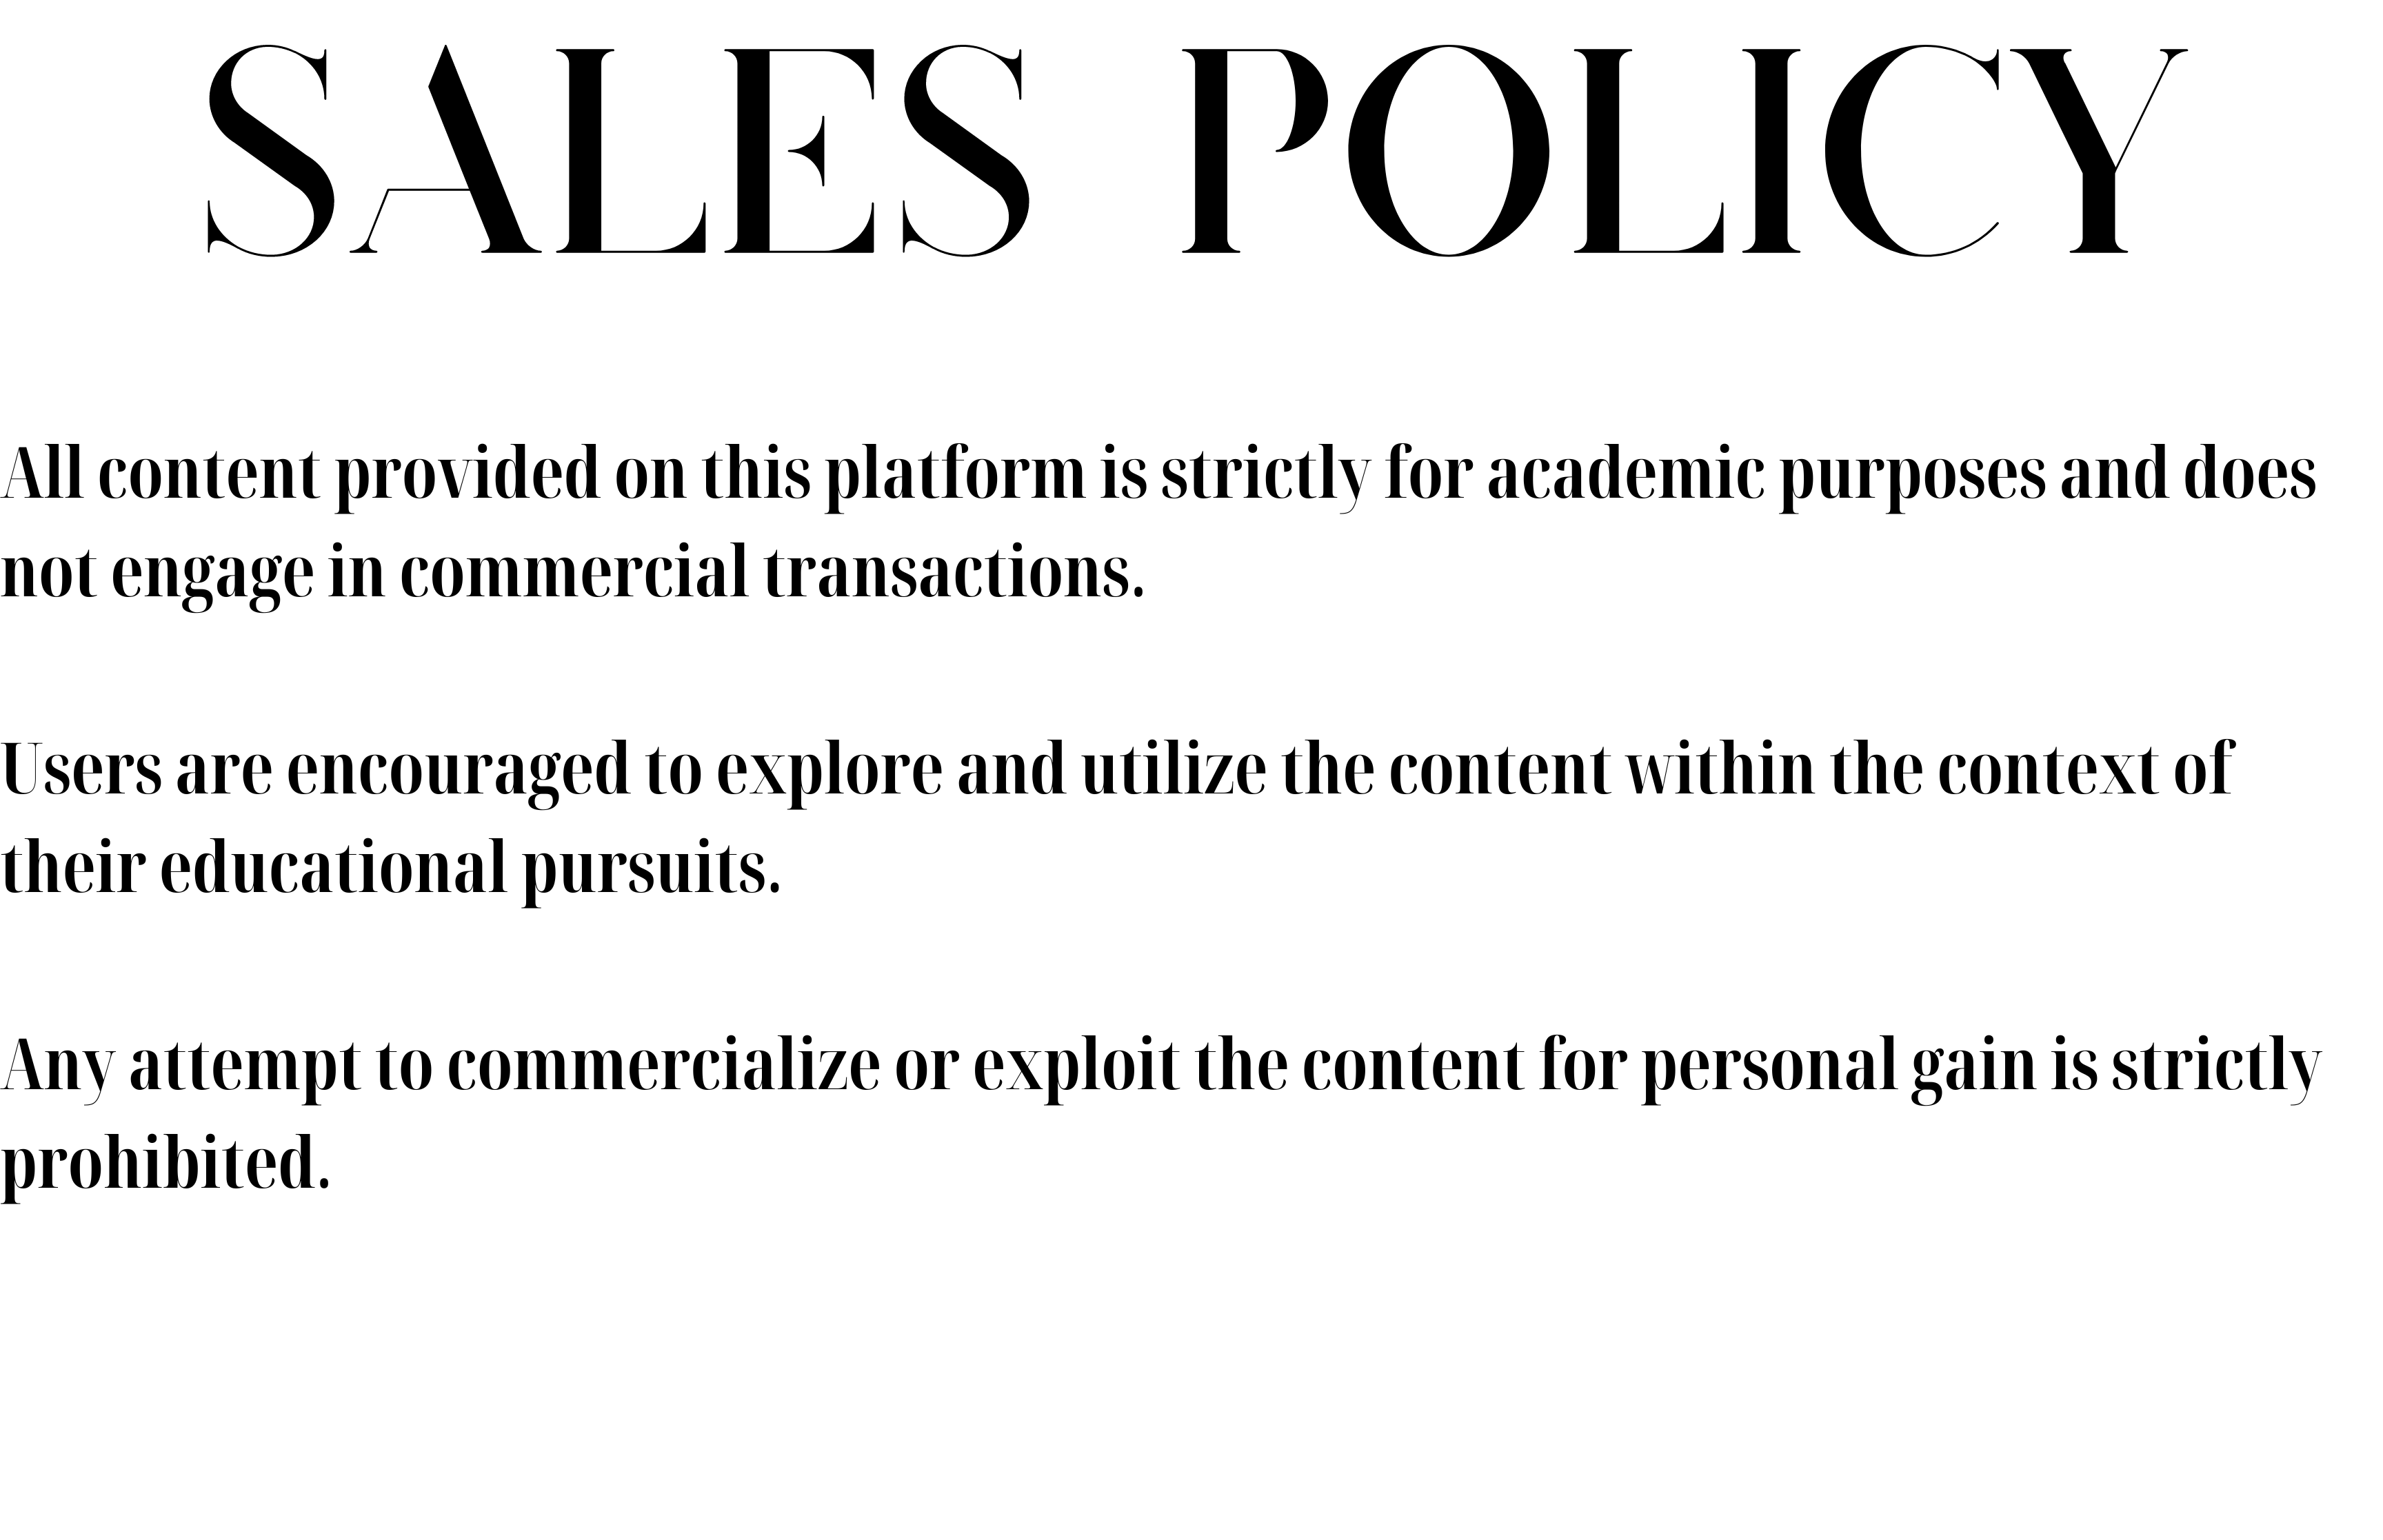 SALES POLICY
All content provided on this platform is strictly for academic purposes and does
not engage in commercial transactions.
Users are encouraged to explore and utilize the content within the context of
their educational pursuits.
Any attempt to commercialize or exploit the content for personal gain is strictly
prohibited.